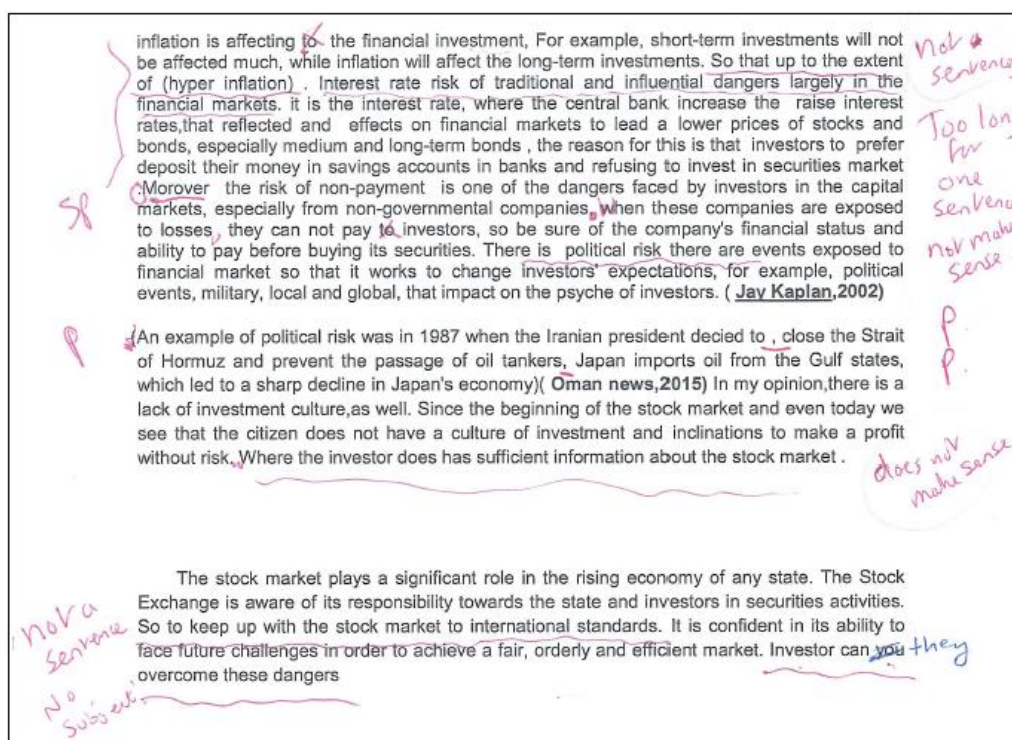 inflation is affecting to the financial investment, For example, short-term investments will not
be affected much, while inflation will affect the long-term investments. So that up to the extent
of (hyper inflation) . Interest rate risk of traditional and influential dangers largely in the
financial markets. it is the interest rate, where the central bank increase the raise interest
rates,that reflected and effects on financial markets to lead a lower prices of stocks and
bonds, especially medium and long-term bonds , the reason for this is that investors to prefer
deposit their money in savings accounts in banks and refusing to invest in securities market
.Morover the risk of non-payment is one of the dangers faced by investors in the capital
markets, especially from non-governmental companies, when these companies are exposed
to losses, they can not pay to investors, so be sure of the company's financial status and
ability to pay before buying its securities. There is political risk there are events exposed to
financial market so that it works to change investors' expectations, for example, political
events, military, local and global, that impact on the psyche of investors. ( Jay Kaplan,2002)
not a
sentence
Too long
for
one
sentence
not make
sense
sp
P
P.
P.
(An example of political risk was in 1987 when the Iranian president decied to , close the Strait
of Hormuz and prevent the passage of oil tankers, Japan imports oil from the Gulf states,
which led to a sharp decline in Japan's economy)( Oman news,2015) In my opinion,there is a
lack of investment culture,as well. Since the beginning of the stock market and even today we
see that the citizen does not have a culture of investment and inclinations to make a profit
without risk. Where the investor does has sufficient information about the stock market .
does not
make sense
The stock market plays a significant role in the rising economy of any state. The Stock
Exchange is aware of its responsibility towards the state and investors in securities activities.
So to keep up with the stock market to international standards. It is confident in its ability to
face future challenges in order to achieve a fair, orderly and efficient market. Investor can you
overcome these dangers
they
not a
sentence
No
subject.